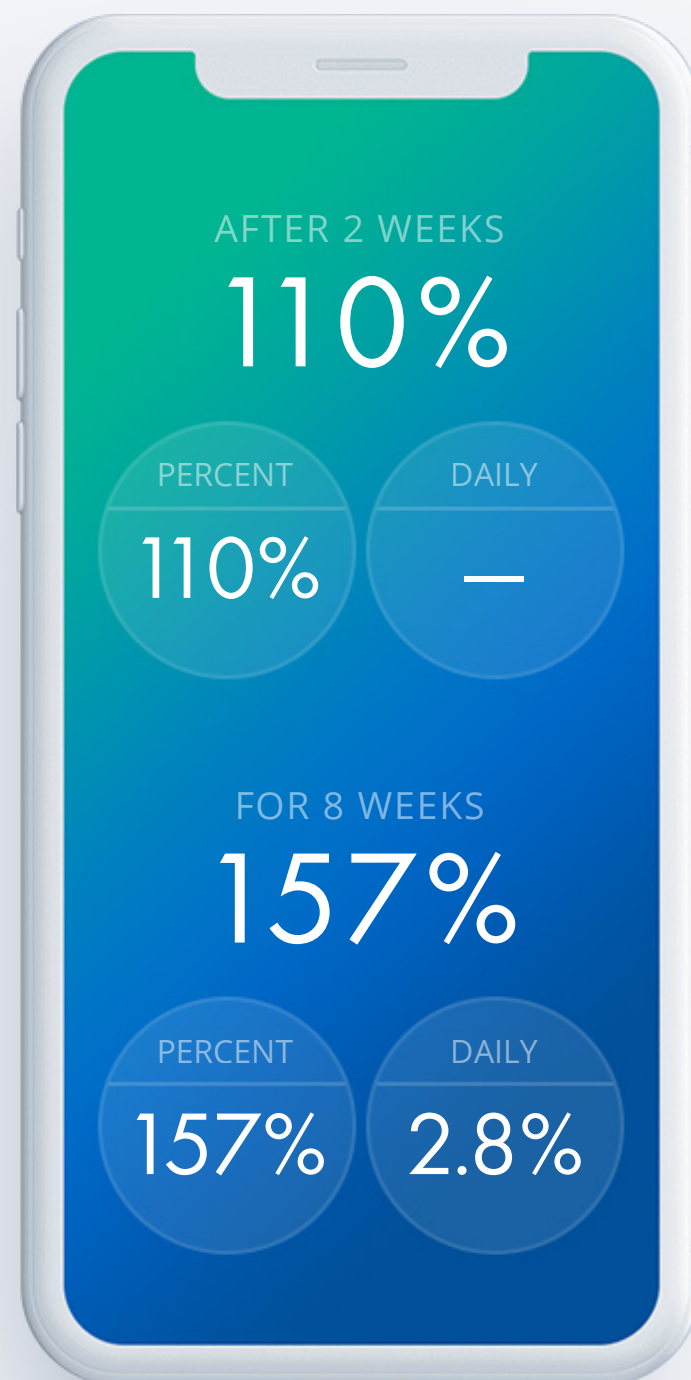 AFTER 2 WEEKS
110%
PERCENT
DAILY
110%
—
FOR 8 WEEKS
157%
PERCENT
DAILY
157%
2.8%